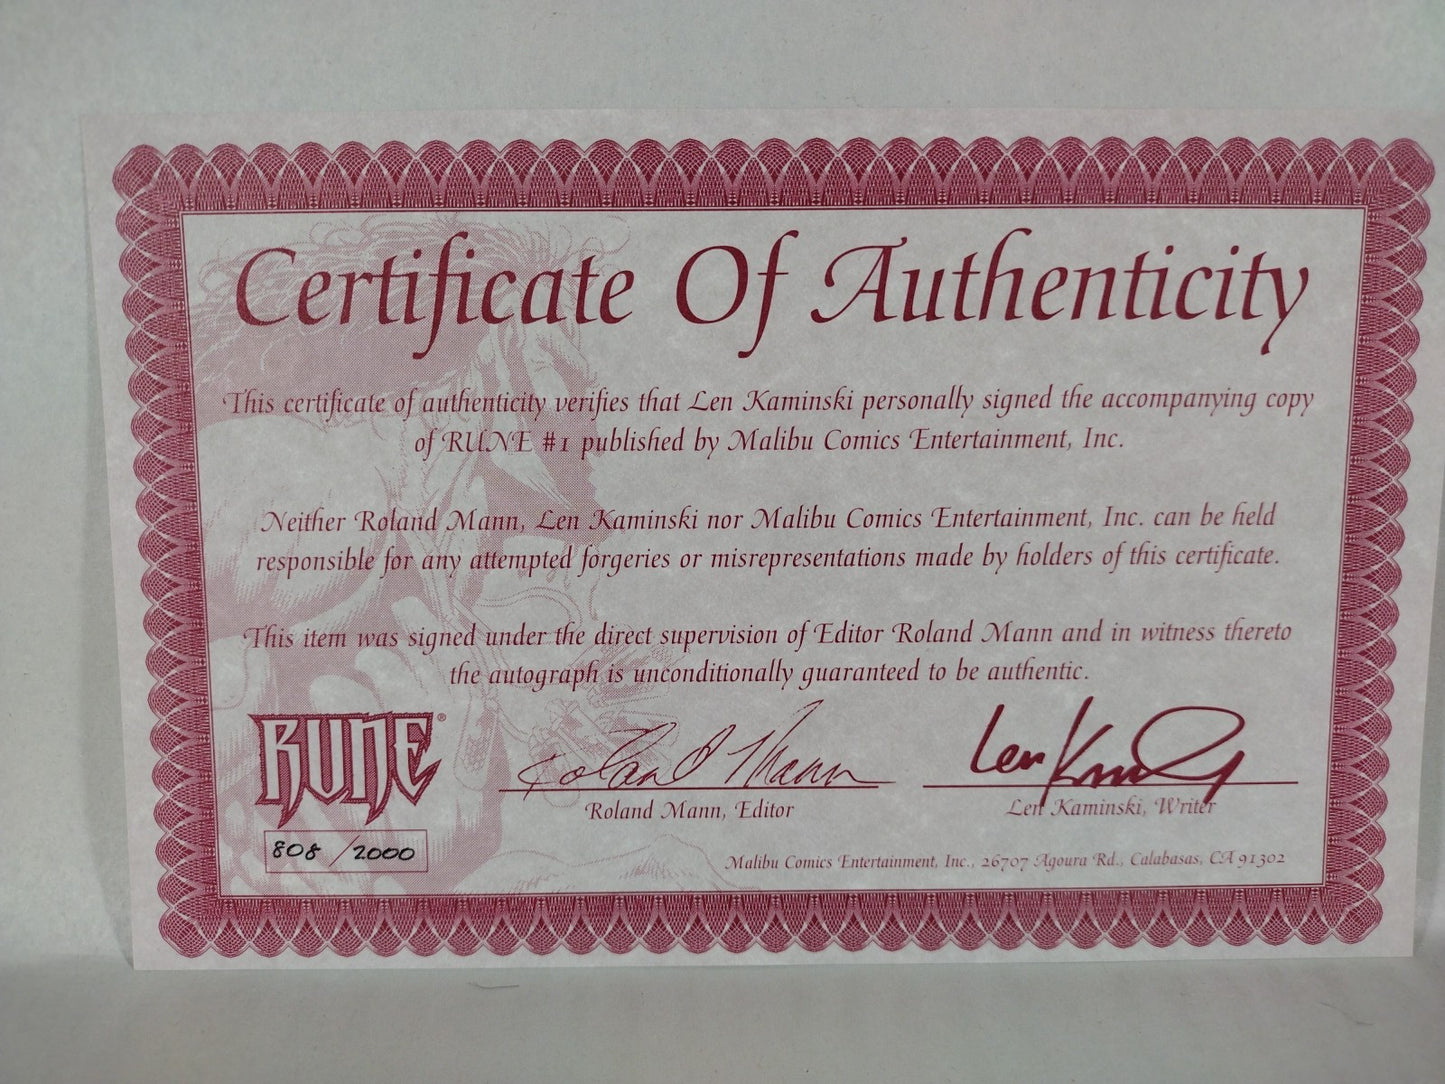 Certificate Of Authenticity
This certificate of authenticity verifies that Len Kaminski personally signed the accompanying copy
of RUNE #1 published by Malibu Comics Entertainment, Inc.
Neither Roland Mann, Len Kaminski nor Malibu Comics Entertainment, Inc. can be held
responsible for any attempted forgeries or misrepresentations made by holders of this certificate.
This item was signed under the direct supervision of Editor Roland Mann and in witness thereto
the autograph is unconditionally guaranteed to be authentic.
RUNE®
Roland Mann
Len Kaminski
Roland Mann, Editor
Len Kaminski, Writer
808 / 2000
Malibu Comics Entertainment, Inc., 26707 Agoura Rd., Calabasas, CA 91302